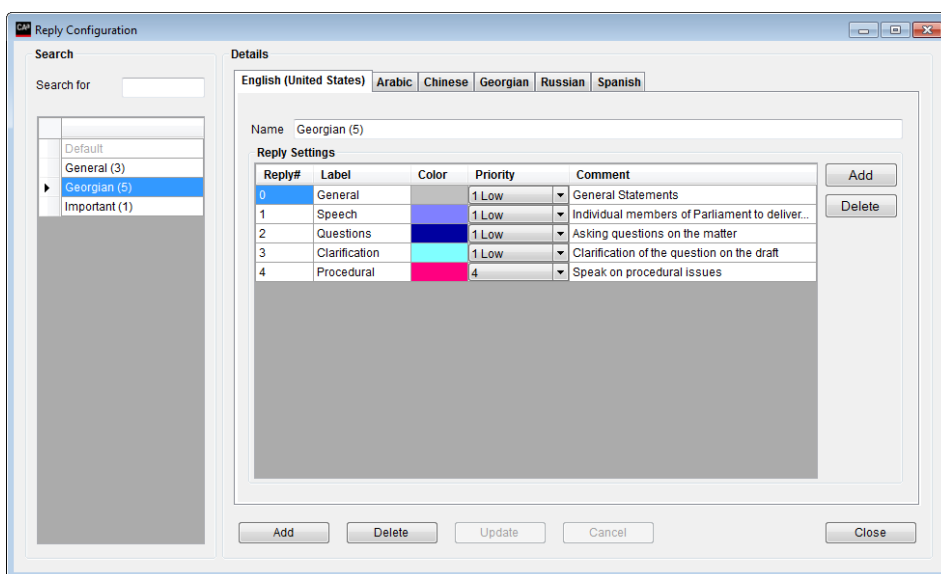 CAP Reply Configuration
Search
Search for
Default
General (3)
Georgian (5)
Important (1)
Details
English (United States) Arabic Chinese Georgian Russian Spanish
Name Georgian (5)
Reply Settings
Reply# Label Color Priority Comment
0 General 1 Low General Statements
1 Speech 1 Low Individual members of Parliament to deliver...
2 Questions 1 Low Asking questions on the matter
3 Clarification 1 Low Clarification of the question on the draft
4 Procedural 4 Speak on procedural issues
Add
Delete
Add Delete Update Cancel Close